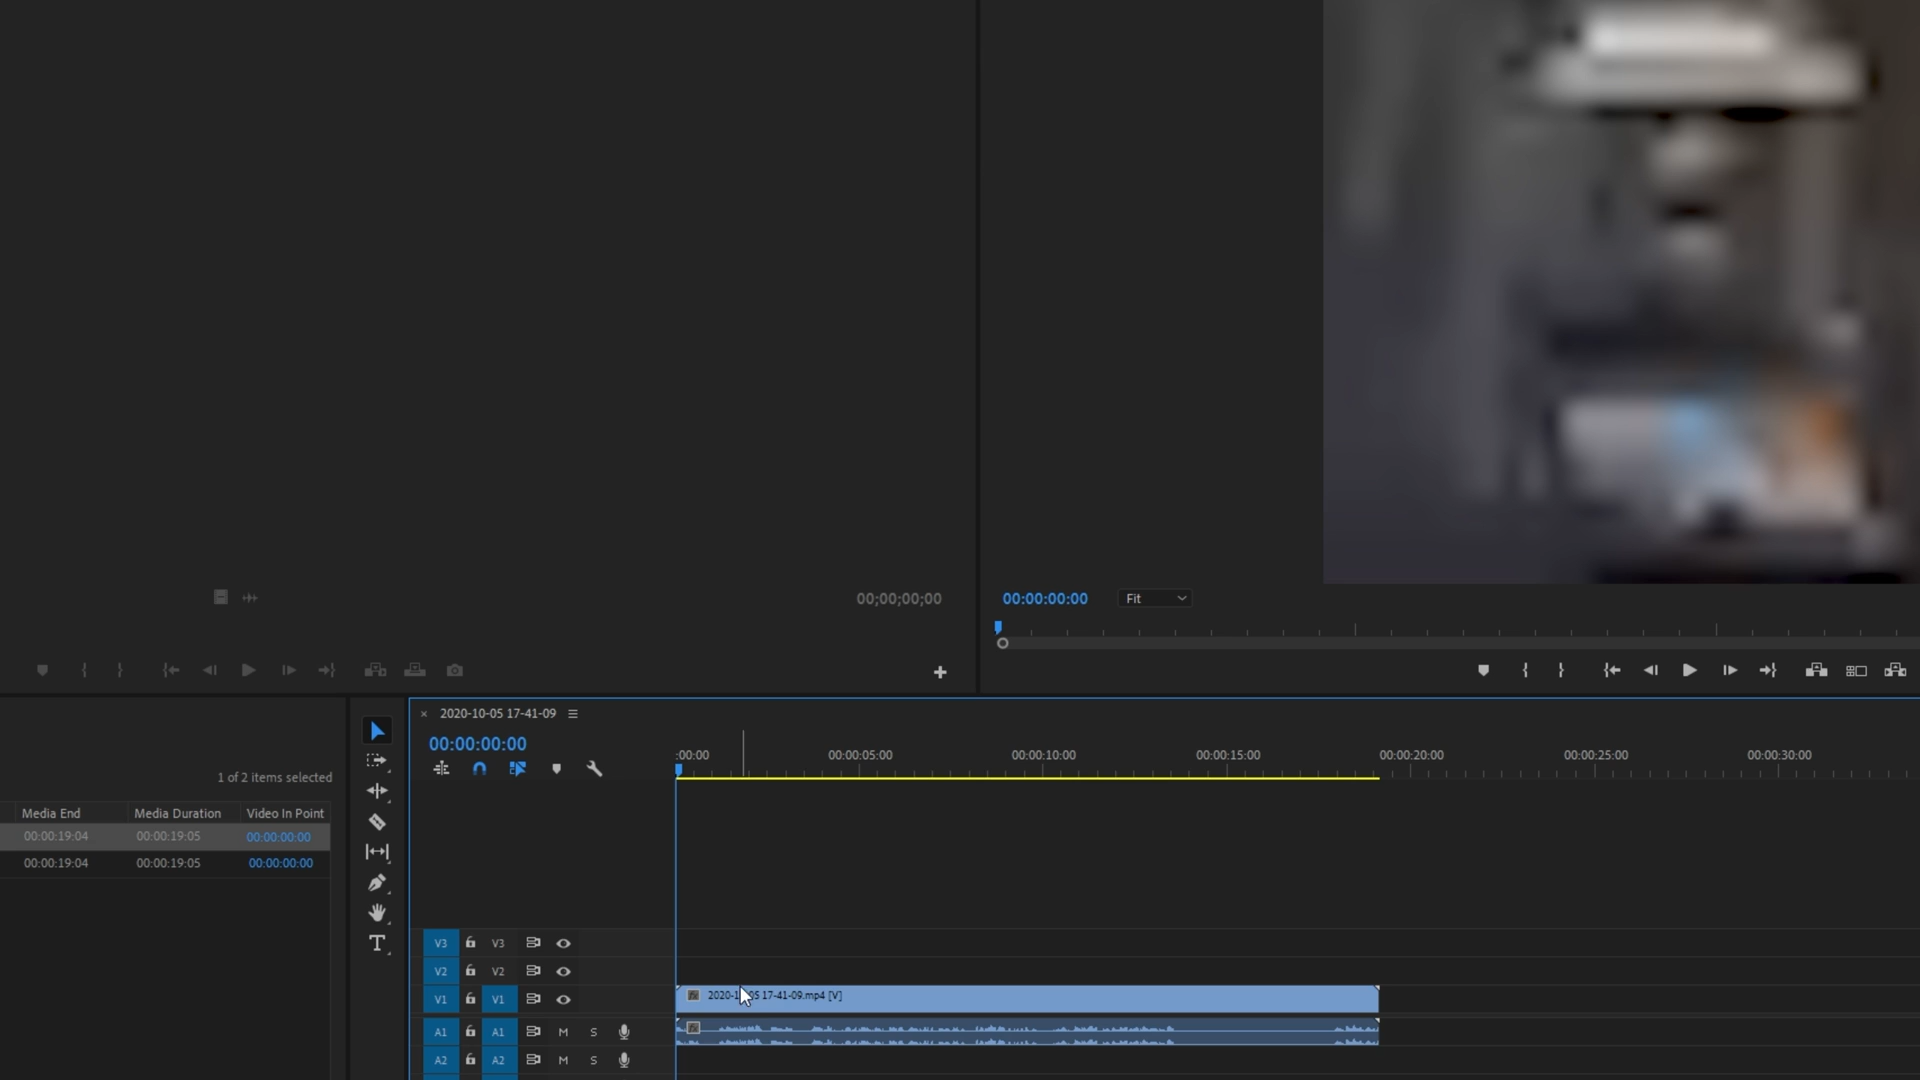 00;00;00;00
00:00:00:00 Fit
2020-10-05 17-41-09
00:00:00:00
:00:00 00:00:05:00 00:00:10:00 00:00:15:00 00:00:20:00 00:00:25:00 00:00:30:00
1 of 2 items selected
Media End Media Duration Video In Point
00:00:19:04 00:00:19:05 00:00:00:00
00:00:19:04 00:00:19:05 00:00:00:00
T
V3 V3
V2 V2
V1 V1 17-41-09.mp4 [V]
A1 A1 M S
A2 A2 M S